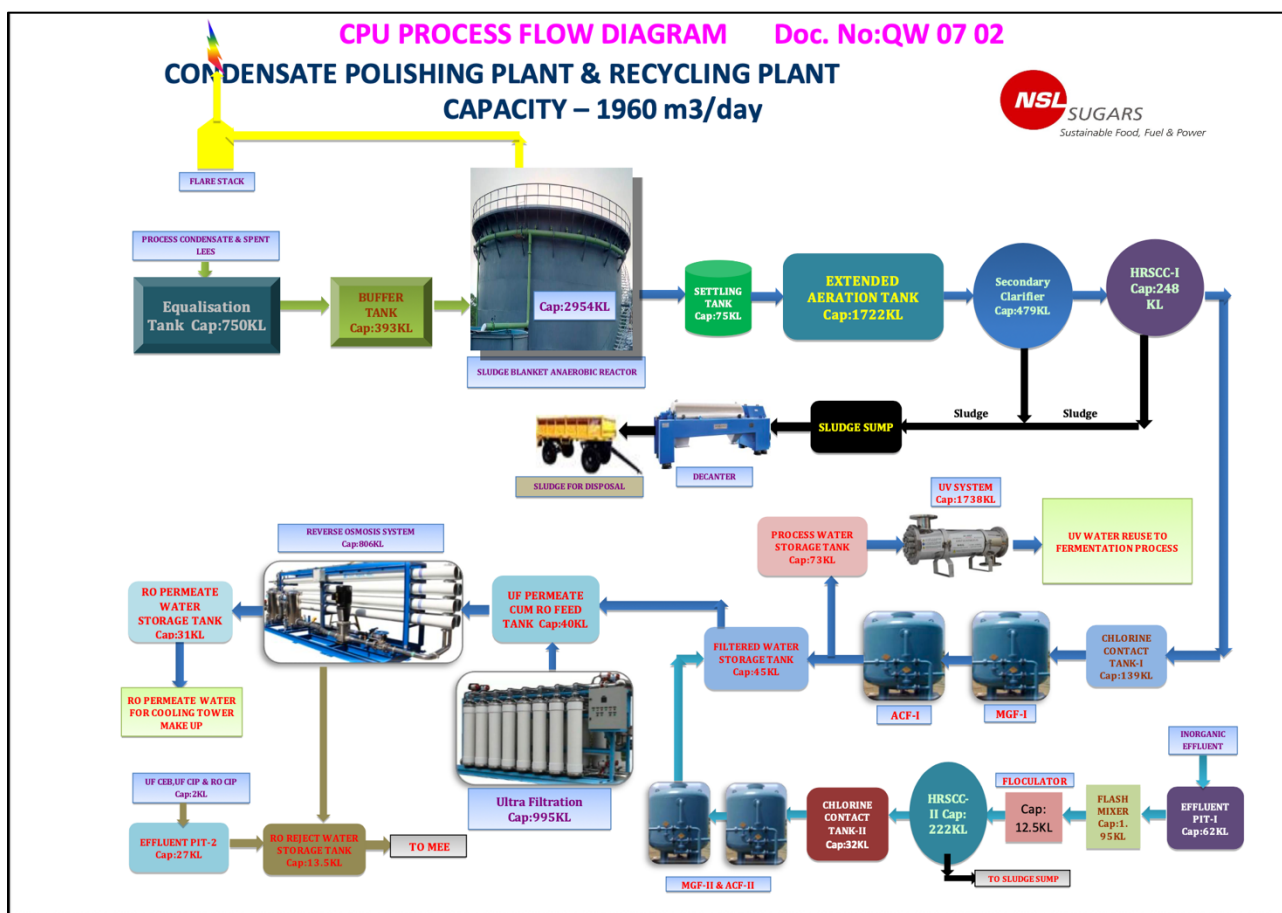 CPU PROCESS FLOW DIAGRAM Doc. No:QW 07 02
CONDENSATE POLISHING PLANT & RECYCLING PLANT
CAPACITY – 1960 m3/day
NSL
SUGARS
Sustainable Food, Fuel & Power
FLARE STACK
PROCESS CONDENSATE & SPENT
LEES
Equalisation
Tank Cap:750KL
BUFFER
TANK
Cap:393KL
Cap:2954KL
SLUDGE BLANKET ANAEROBIC REACTOR
SETTLING
TANK
Cap:75KL
EXTENDED
AERATION TANK
Cap:1722KL
Secondary
Clarifier
Cap:479KL
HRSCC-I
Cap:248
KL
Sludge
Sludge
SLUDGE SUMP
DECANTER
SLUDGE FOR DISPOSAL
UV SYSTEM
Cap:1738KL
PROCESS WATER
STORAGE TANK
Cap:73KL
UV WATER REUSE TO
FERMENTATION PROCESS
REVERSE OSMOSIS SYSTEM
Cap:806KL
RO PERMEATE
WATER
STORAGE TANK
Cap:31KL
UF PERMEATE
CUM RO FEED
TANK Cap:40KL
FILTERED WATER
STORAGE TANK
Cap:45KL
ACF-I
MGF-I
CHLORINE
CONTACT
TANK-I
Cap:139KL
RO PERMEATE WATER
FOR COOLING TOWER
MAKE UP
Ultra Filtration
Cap:995KL
INORGANIC
EFFLUENT
UF CEB,UF CIP & RO CIP
Cap:2KL
EFFLUENT PIT-2
Cap:27KL
RO REJECT WATER
STORAGE TANK
Cap:13.5KL
TO MEE
MGF-II & ACF-II
CHLORINE
CONTACT
TANK-II
Cap:32KL
HRSCC-
II Cap:
222KL
FLOCULATOR
Cap:
12.5KL
FLASH
MIXER
Cap:1.
95KL
EFFLUENT
PIT-I
Cap:62KL
TO SLUDGE SUMP